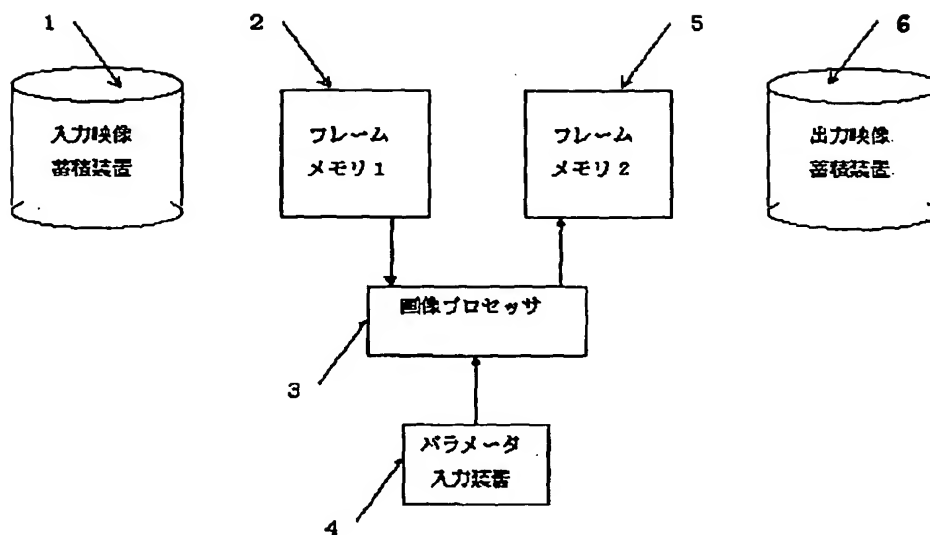 1
2
5
6
入力映像
蓄積装置
フレーム
メモリ1
フレーム
メモリ2
出力映像
蓄積装置
画像プロセッサ
3
パラメータ
入力装置
4